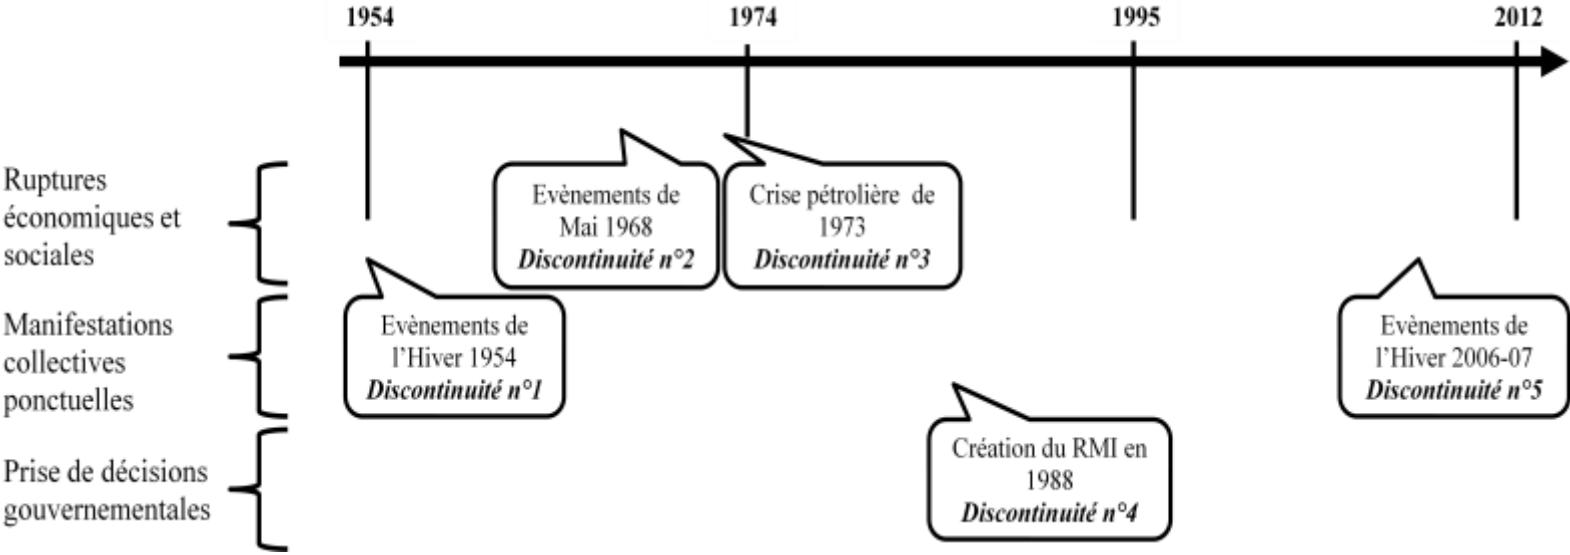 1954
1974
1995
2012
Ruptures
économiques et
sociales
Evènements de
Mai 1968
Discontinuité n°2
Crise pétrolière de
1973
Discontinuité n°3
Manifestations
collectives
ponctuelles
Evènements de
l'Hiver 1954
Discontinuité n°1
Evènements de
l'Hiver 2006-07
Discontinuité n°5
Prise de décisions
gouvernementales
Création du RMI en
1988
Discontinuité n°4